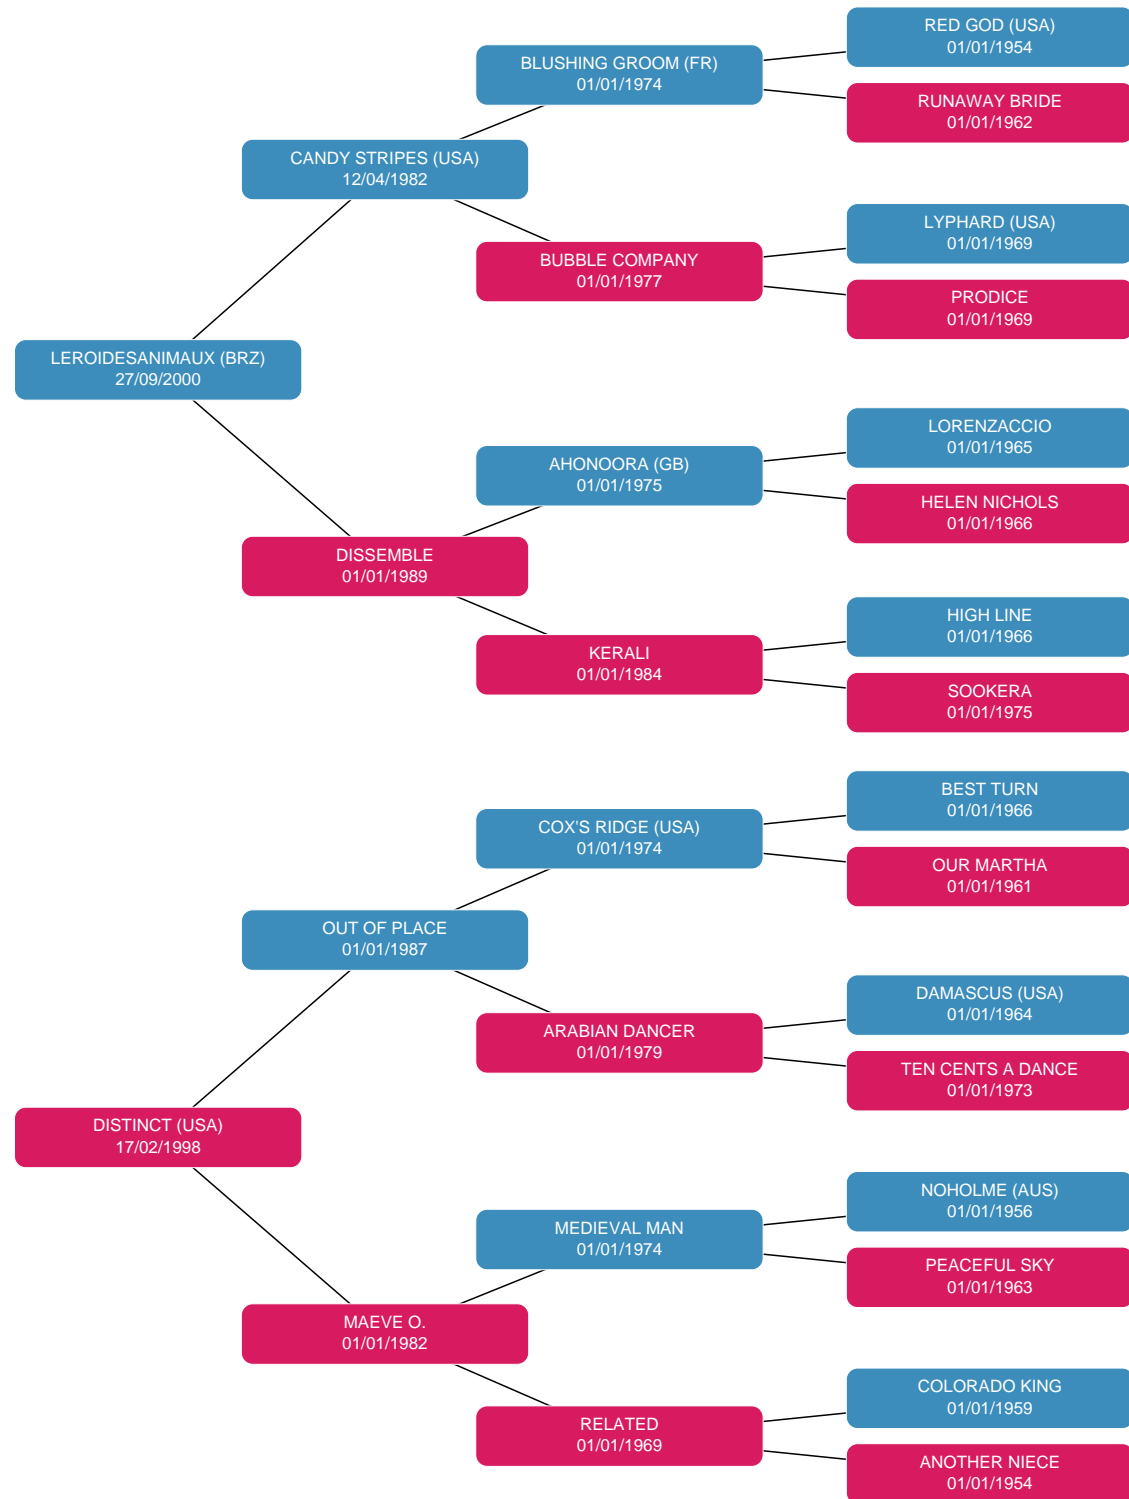 RED GOD (USA)
01/01/1954
BLUSHING GROOM (FR)
01/01/1974
RUNAWAY BRIDE
01/01/1962
CANDY STRIPES (USA)
12/04/1982
LYPHARD (USA)
01/01/1969
BUBBLE COMPANY
01/01/1977
PRODICE
01/01/1969
LEROIDESANIMAUX (BRZ)
27/09/2000
LORENZACCIO
01/01/1965
AHONOORA (GB)
01/01/1975
HELEN NICHOLS
01/01/1966
DISSEMBLE
01/01/1989
HIGH LINE
01/01/1966
KERALI
01/01/1984
SOOKERA
01/01/1975
BEST TURN
01/01/1966
COX'S RIDGE (USA)
01/01/1974
OUR MARTHA
01/01/1961
OUT OF PLACE
01/01/1987
DAMASCUS (USA)
01/01/1964
ARABIAN DANCER
01/01/1979
TEN CENTS A DANCE
01/01/1973
DISTINCT (USA)
17/02/1998
NOHOLME (AUS)
01/01/1956
MEDIEVAL MAN
01/01/1974
PEACEFUL SKY
01/01/1963
MAEVE O.
01/01/1982
COLORADO KING
01/01/1959
RELATED
01/01/1969
ANOTHER NIECE
01/01/1954